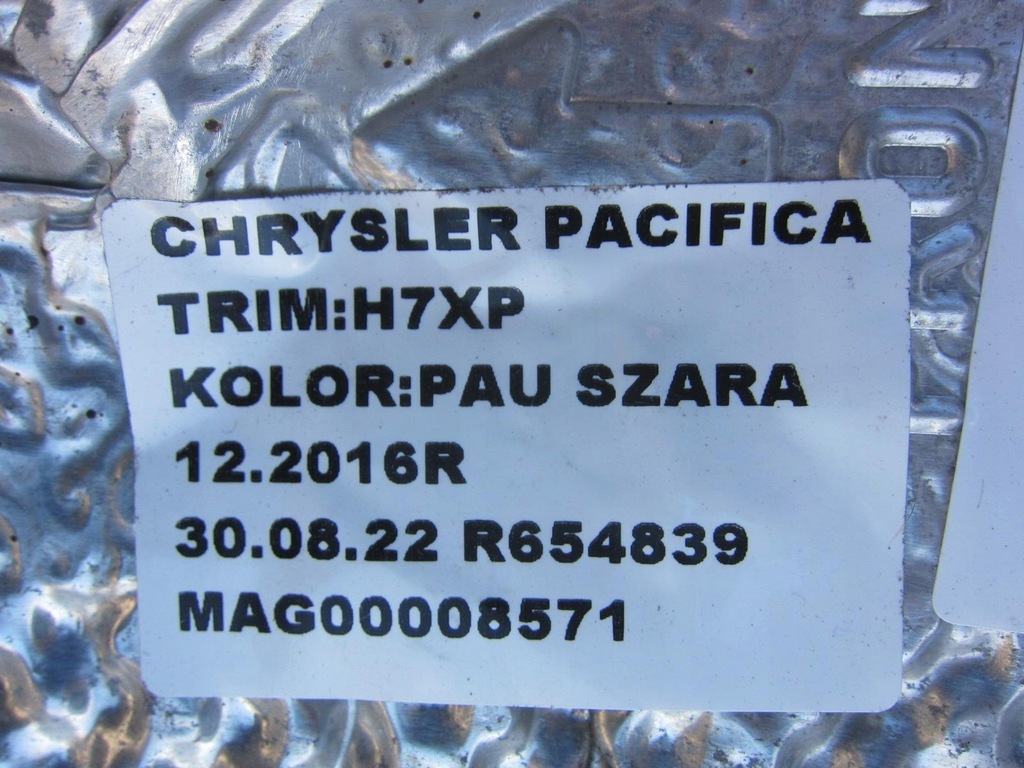 CHRYSLER PACIFICA
TRIM:H7XP
KOLOR:PAU SZARA
12.2016R
30.08.22 R654839
MAG00008571